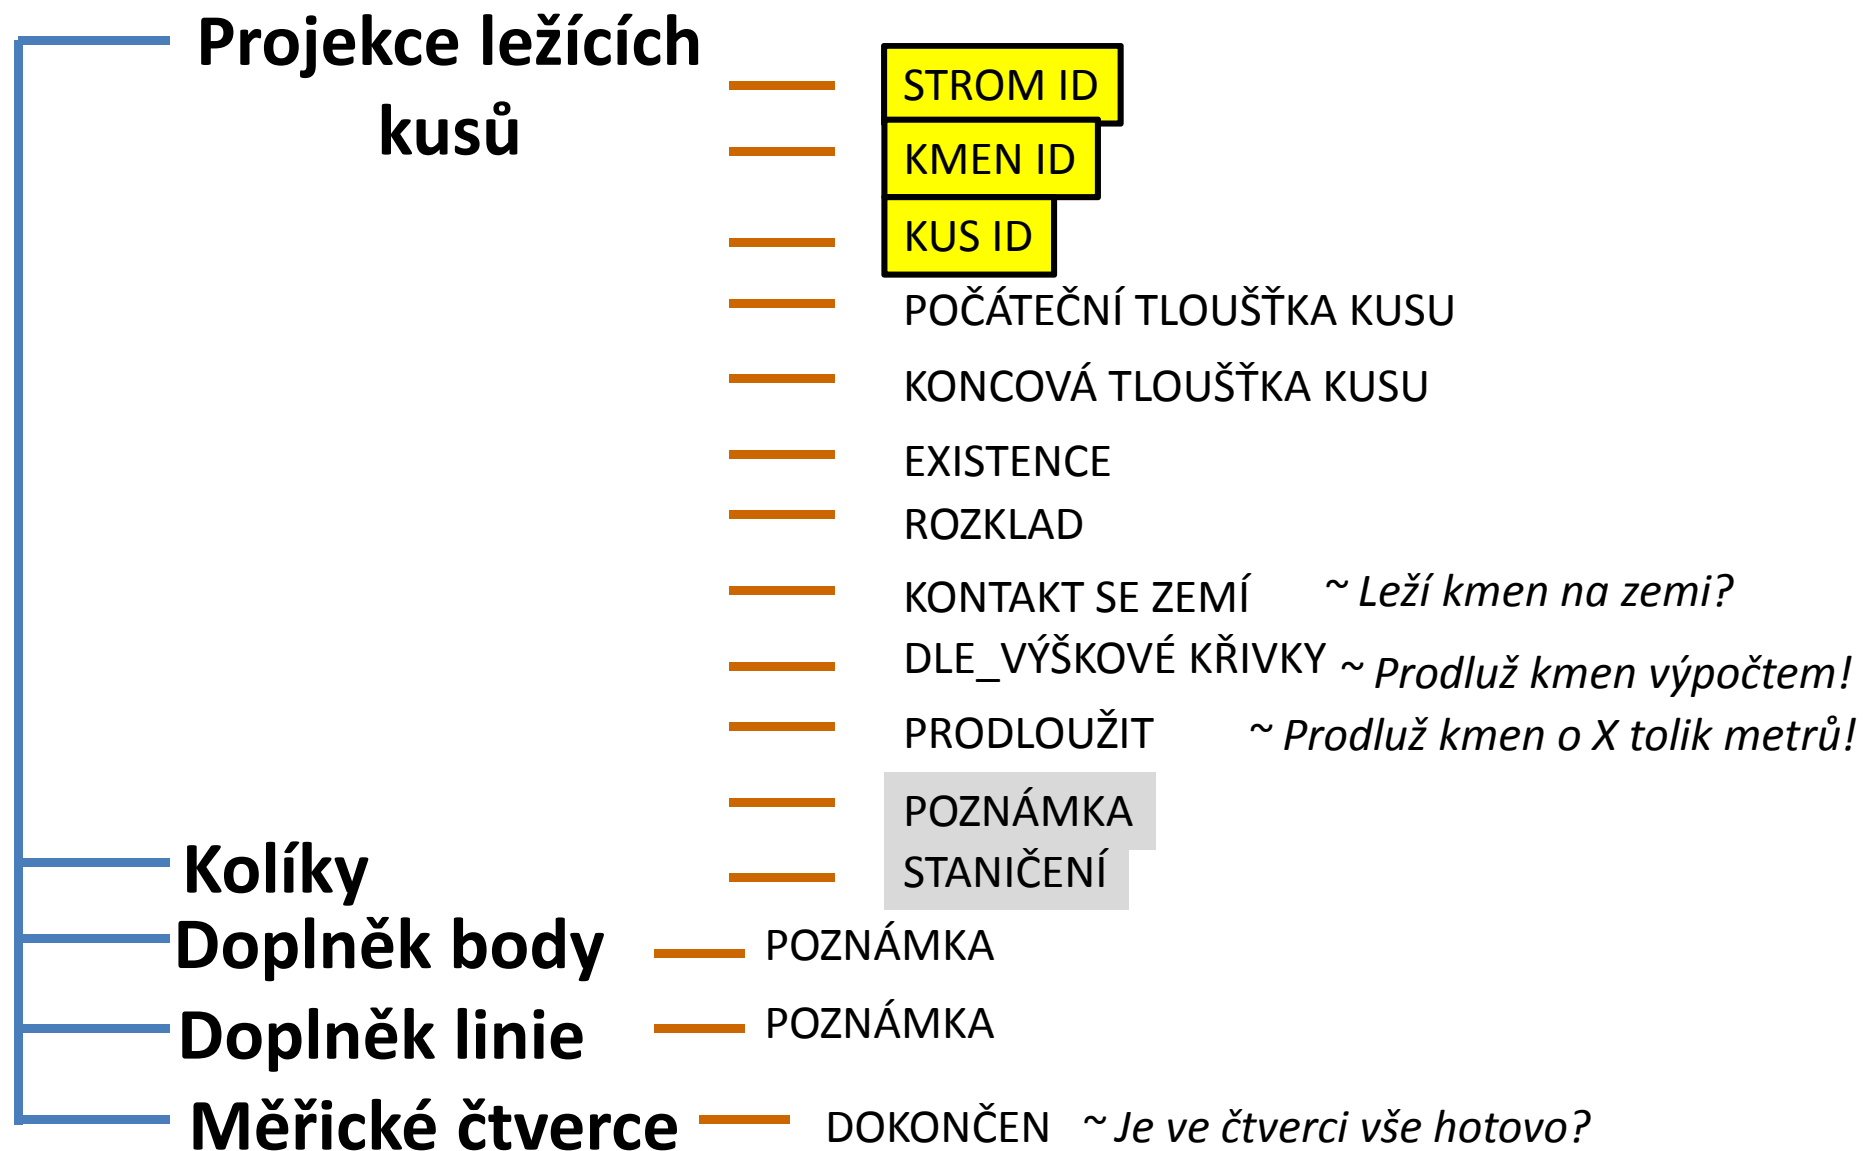 Projekce ležících
kusů
STROM ID
KMEN ID
KUS ID
POČÁTEČNÍ TLOUŠŤKA KUSU
KONCOVÁ TLOUŠŤKA KUSU
EXISTENCE
ROZKLAD
KONTAKT SE ZEMÍ ~ Leží kmen na zemi?
DLE_VÝŠKOVÉ KŘIVKY ~ Prodluž kmen výpočtem!
PRODLOUŽIT ~ Prodluž kmen o X tolik metrů!
POZNÁMKA
STANIČENÍ
Kolíky
Doplněk body POZNÁMKA
Doplněk linie POZNÁMKA
Měřické čtverce DOKONČEN ~ Je ve čtverci vše hotovo?